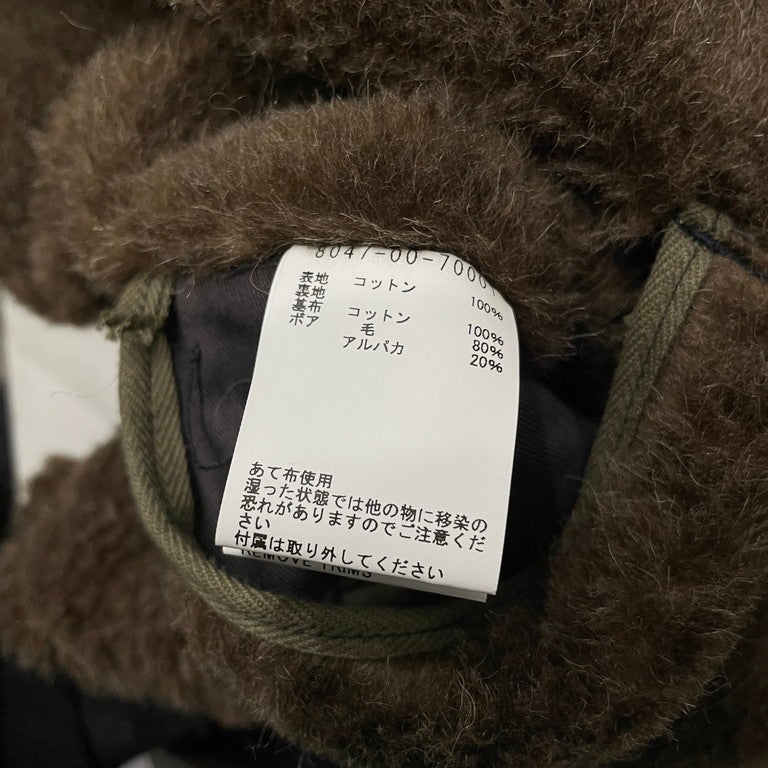 8047-00-7000
表地 コットン 100%
裏地
基布 コットン 100%
ボア 毛 80%
アルパカ 20%
あて布使用
湿った状態では他の物に移染の
恐れがありますのでご注意くだ
さい
付属は取り外してください
REMOVE TRIMS